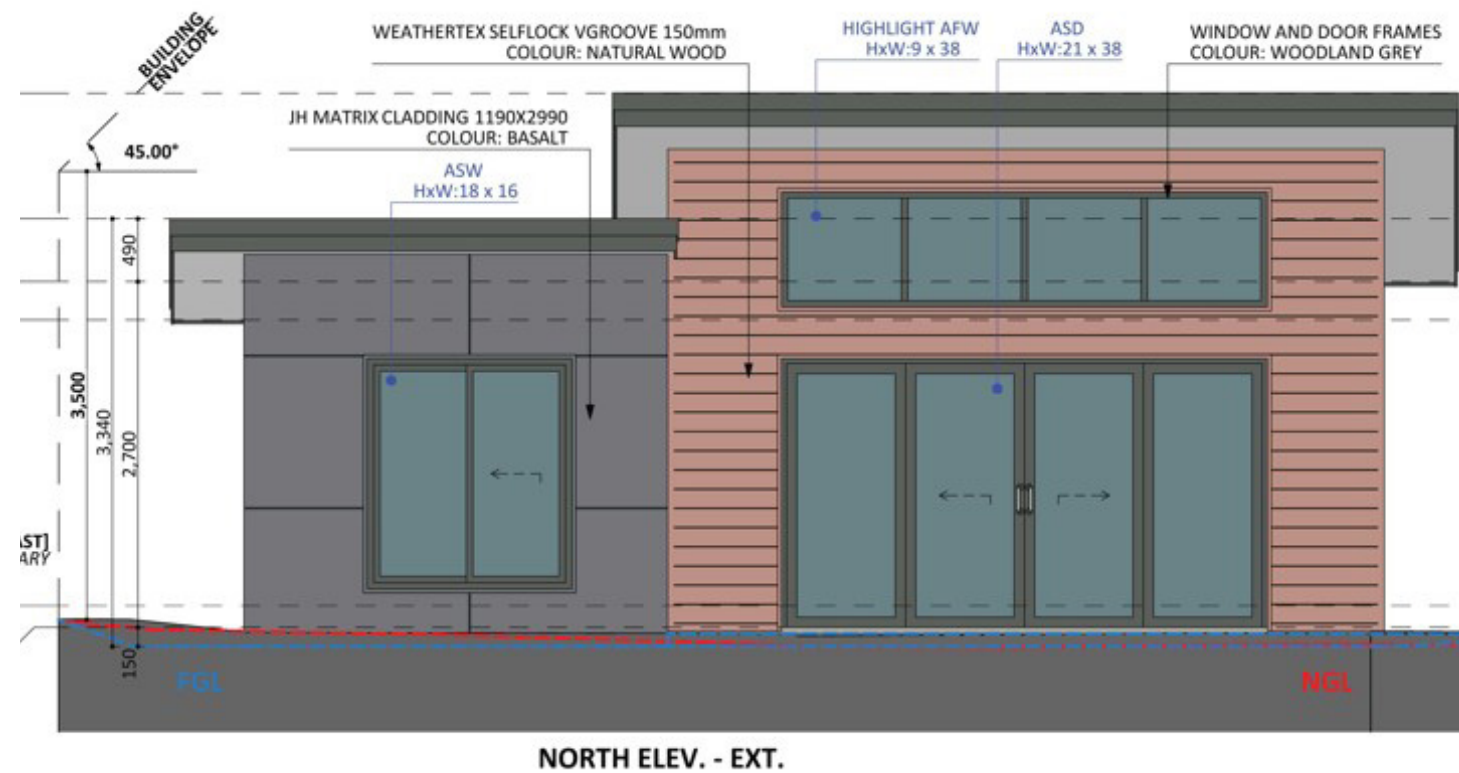 BUILDING
ENVELOPE
WEATHERTEX SELFLOCK VGROOVE 150mm
COLOUR: NATURAL WOOD
HIGHLIGHT AFW
HxW:9 x 38
ASD
HxW:21 x 38
WINDOW AND DOOR FRAMES
COLOUR: WOODLAND GREY
JH MATRIX CLADDING 1190X2990
COLOUR: BASALT
45.00°
ASW
HxW:18 x 16
490
3,500
3,340
2,700
AST]
ARY
150
FGL
NGL
NORTH ELEV. - EXT.